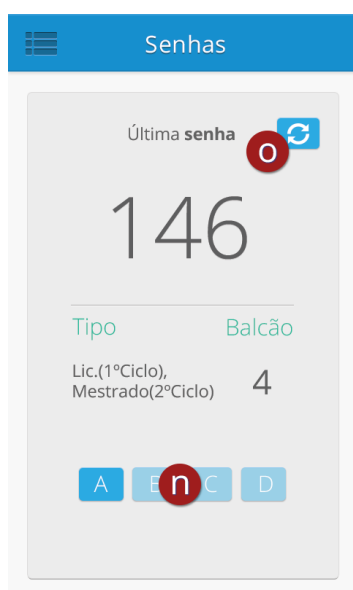 Senhas
Última senha
o
146
Tipo Balcão
Lic.(1ºCiclo),
Mestrado(2ºCiclo) 4
A n C D